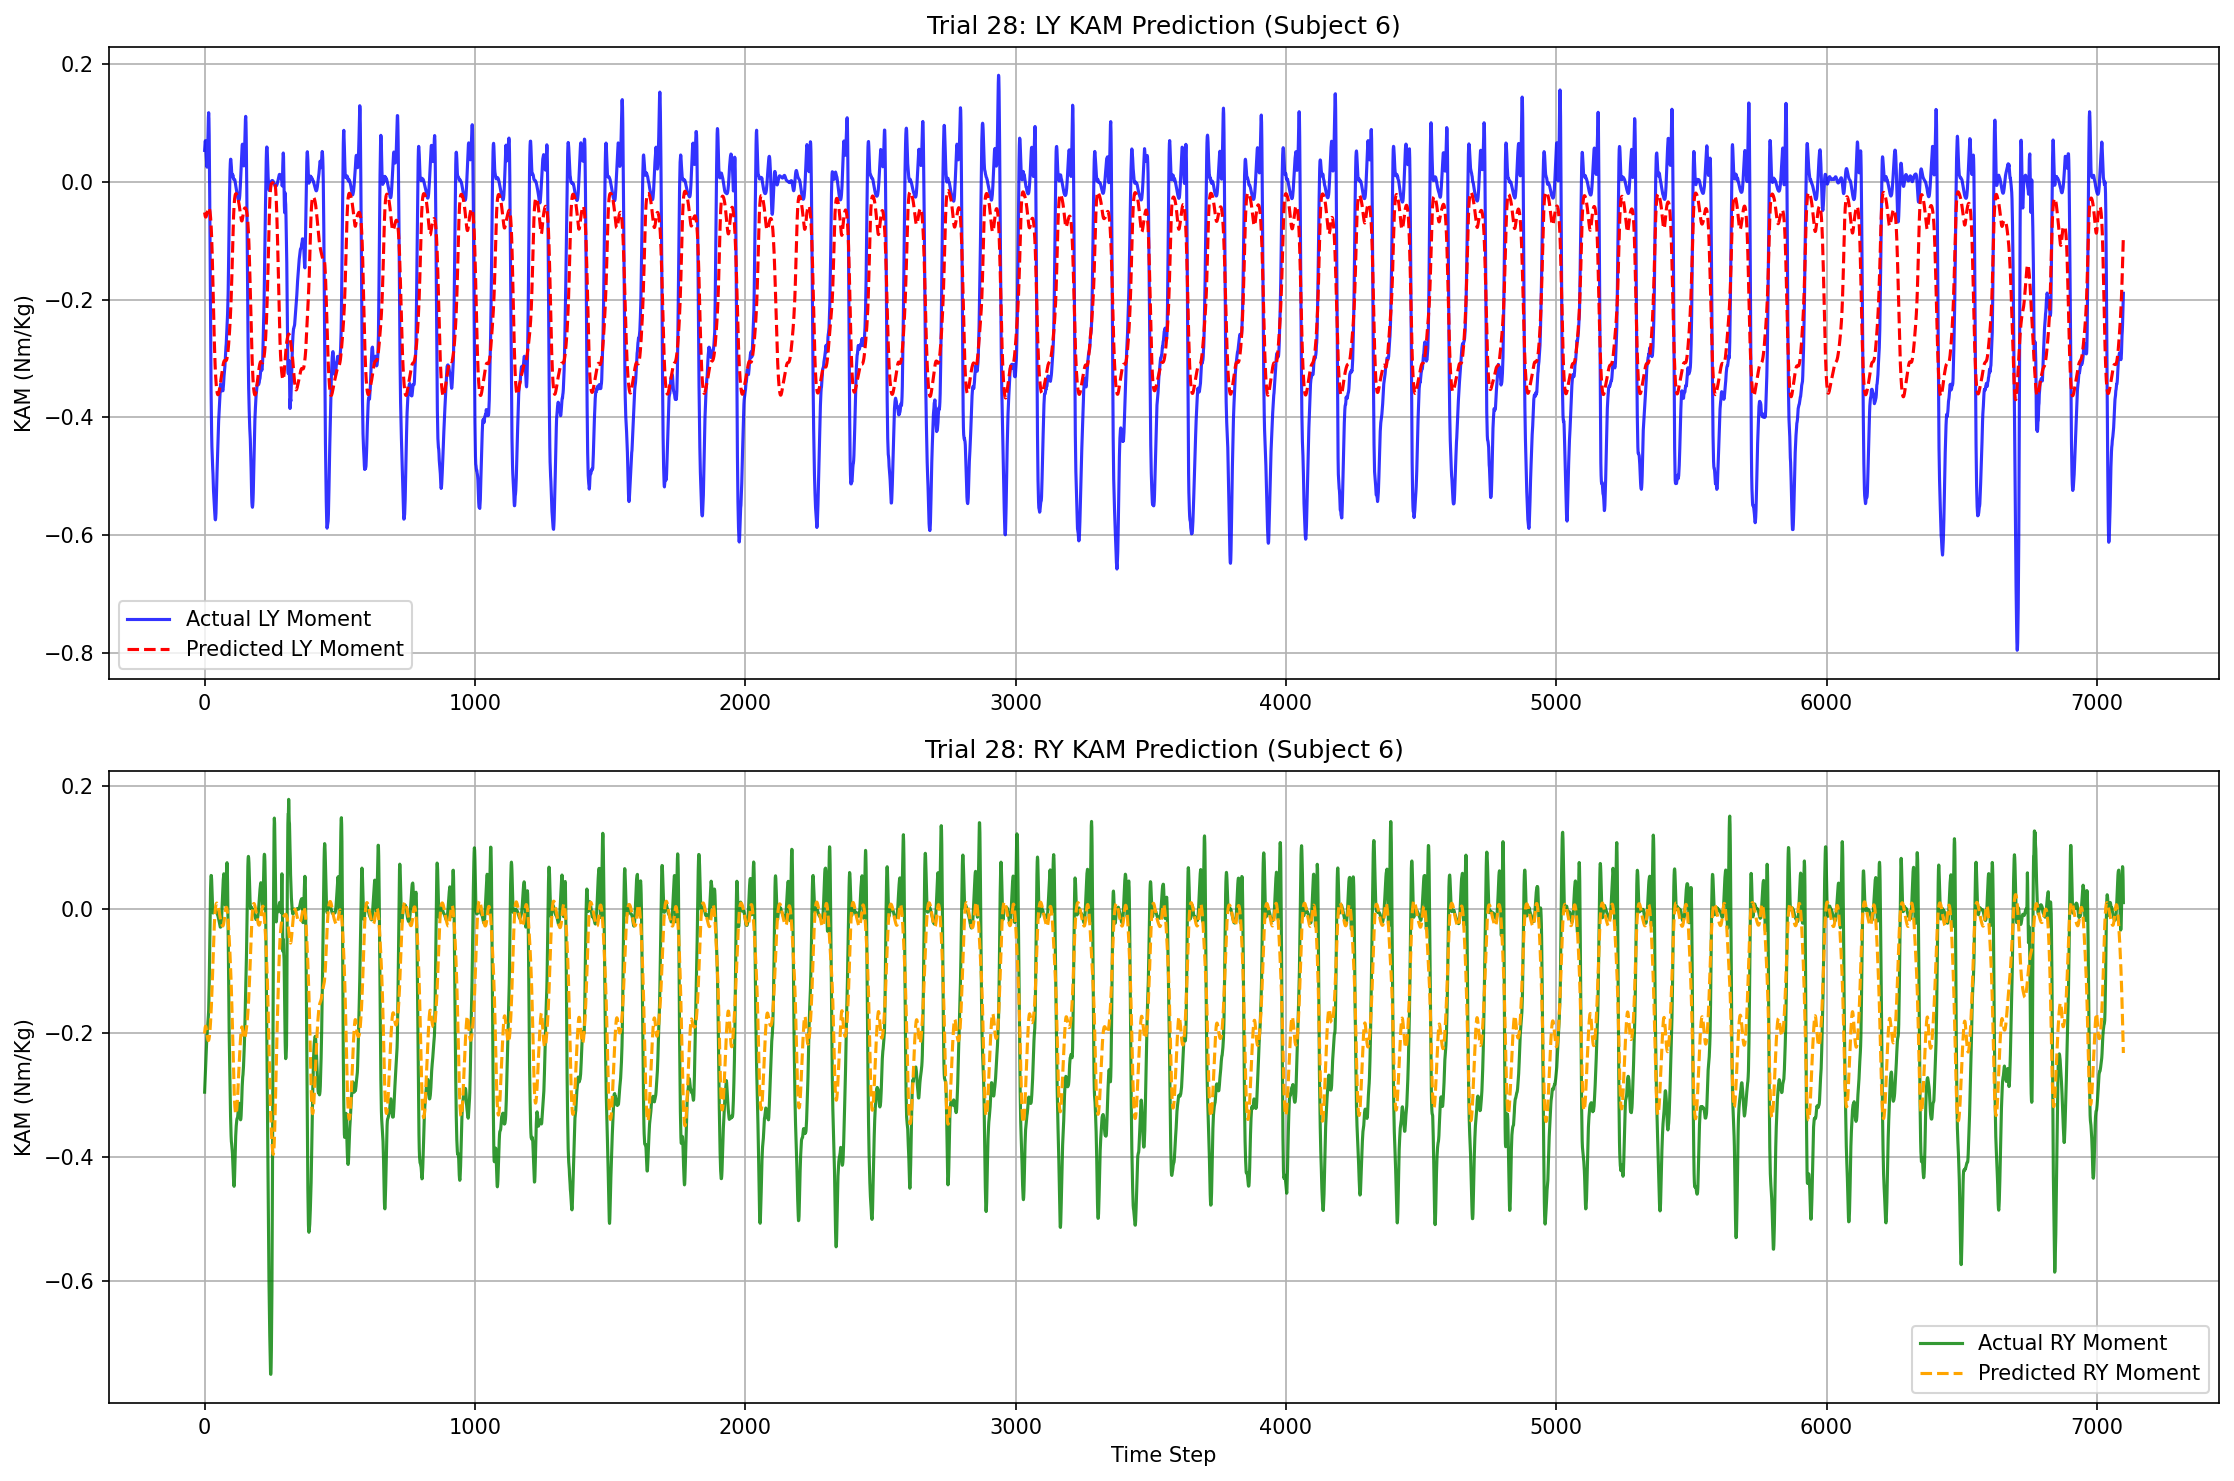 Trial 28: LY KAM Prediction (Subject 6)
KAM (Nm/Kg)
0.2
0.0
−0.2
−0.4
−0.6
−0.8
Actual LY Moment
Predicted LY Moment
0 1000 2000 3000 4000 5000 6000 7000
Trial 28: RY KAM Prediction (Subject 6)
KAM (Nm/Kg)
0.2
0.0
−0.2
−0.4
−0.6
Actual RY Moment
Predicted RY Moment
0 1000 2000 3000 4000 5000 6000 7000
Time Step